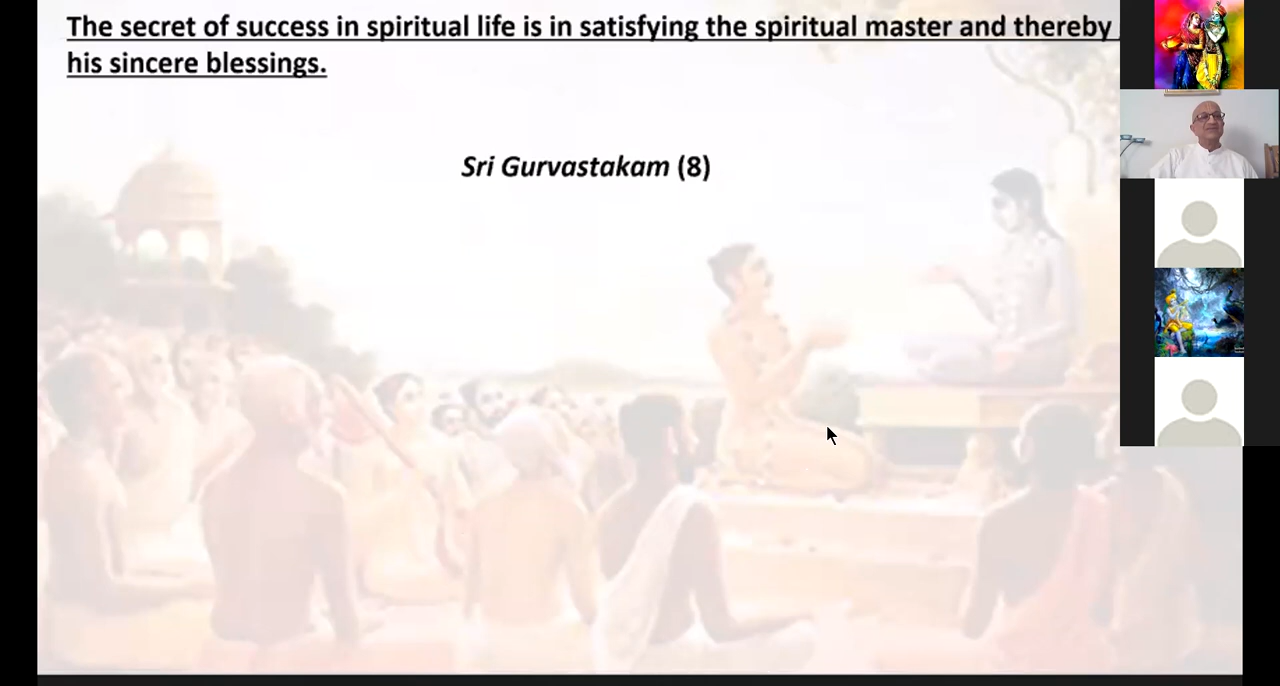 The secret of success in spiritual life is in satisfying the spiritual master and thereby
his sincere blessings.
Sri Gurvastakam (8)